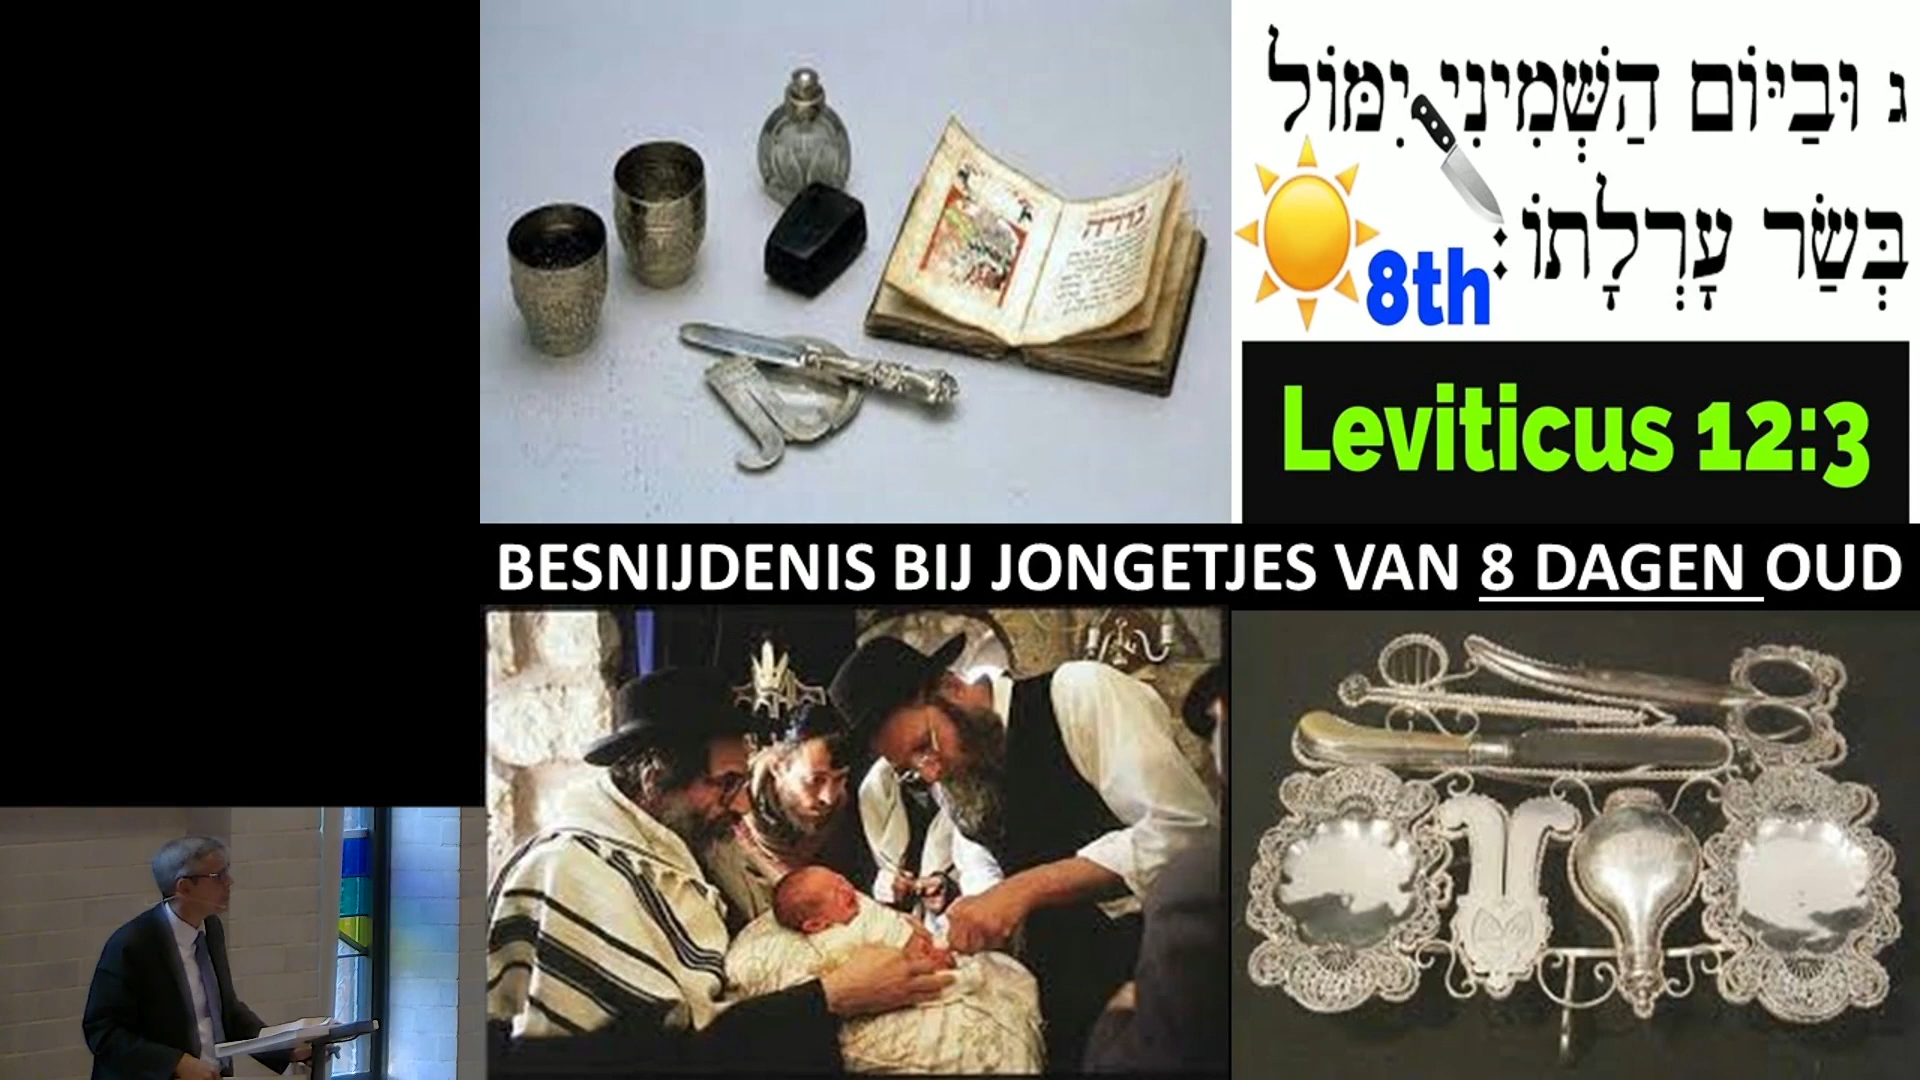 ג וּבַיּוֹם הַשְּׁמִינִי יִמּוֹל
בְּשַׂר עָרְלָתוֹ׃
8th
Leviticus 12:3
BESNIJDENIS BIJ JONGETJES VAN 8 DAGEN OUD